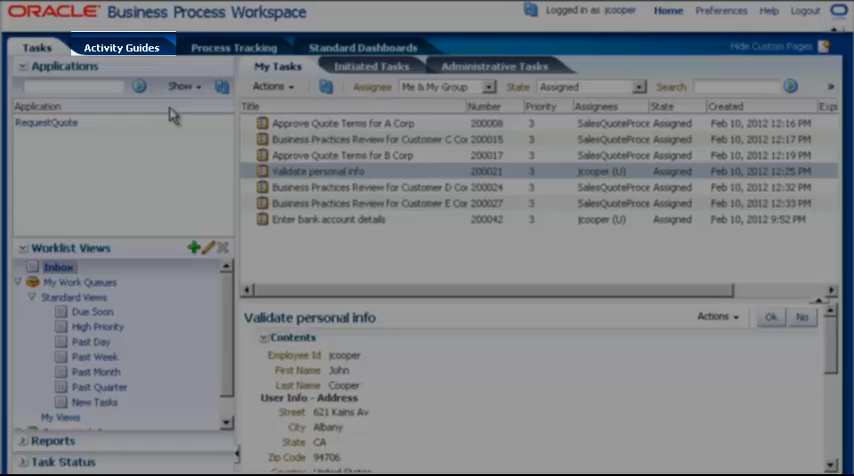 ORACLE Business Process Workspace
Logged in as jcooper Home Preferences Help Logout
Tasks Activity Guides Process Tracking Standard Dashboards Hide Custom Pages
Applications
Show
Application
RequestQuote
Worklist Views
Inbox
My Work Queues
Standard Views
Due Soon
High Priority
Past Day
Past Week
Past Month
Past Quarter
New Tasks
My Views
Reports
Task Status
My Tasks Initiated Tasks Administrative Tasks
Actions Assignee Me & My Group State Assigned Search »
Title Number Priority Assignees State Created Expi
Approve Quote Terms for A Corp 200008 3 SalesQuoteProce Assigned Feb 10, 2012 12:16 PM
Business Practices Review for Customer C Cor 200015 3 SalesQuoteProce Assigned Feb 10, 2012 12:17 PM
Approve Quote Terms for B Corp 200017 3 SalesQuoteProce Assigned Feb 10, 2012 12:19 PM
Validate personal info 200021 3 jcooper (U) Assigned Feb 10, 2012 12:25 PM
Business Practices Review for Customer D Cor 200024 3 SalesQuoteProce Assigned Feb 10, 2012 12:32 PM
Business Practices Review for Customer E Cor 200027 3 SalesQuoteProce Assigned Feb 10, 2012 12:33 PM
Enter bank account details 200042 3 jcooper (U) Assigned Feb 10, 2012 9:52 PM
Validate personal info Actions Ok No
Contents
Employee Id jcooper
First Name John
Last Name Cooper
User Info - Address
Street 621 Kains Av
City Albany
State CA
Zip Code 94706
Country United States